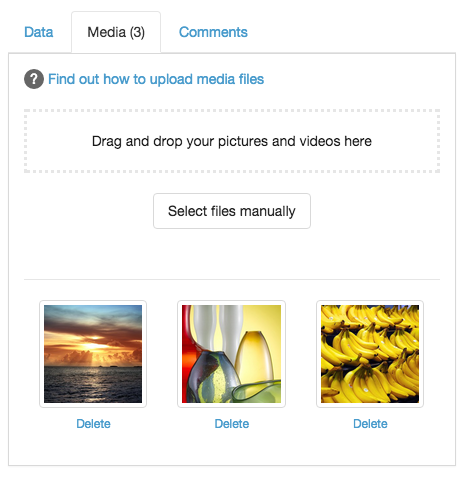 Data Media (3) Comments
? Find out how to upload media files
Drag and drop your pictures and videos here
Select files manually
Delete Delete Delete